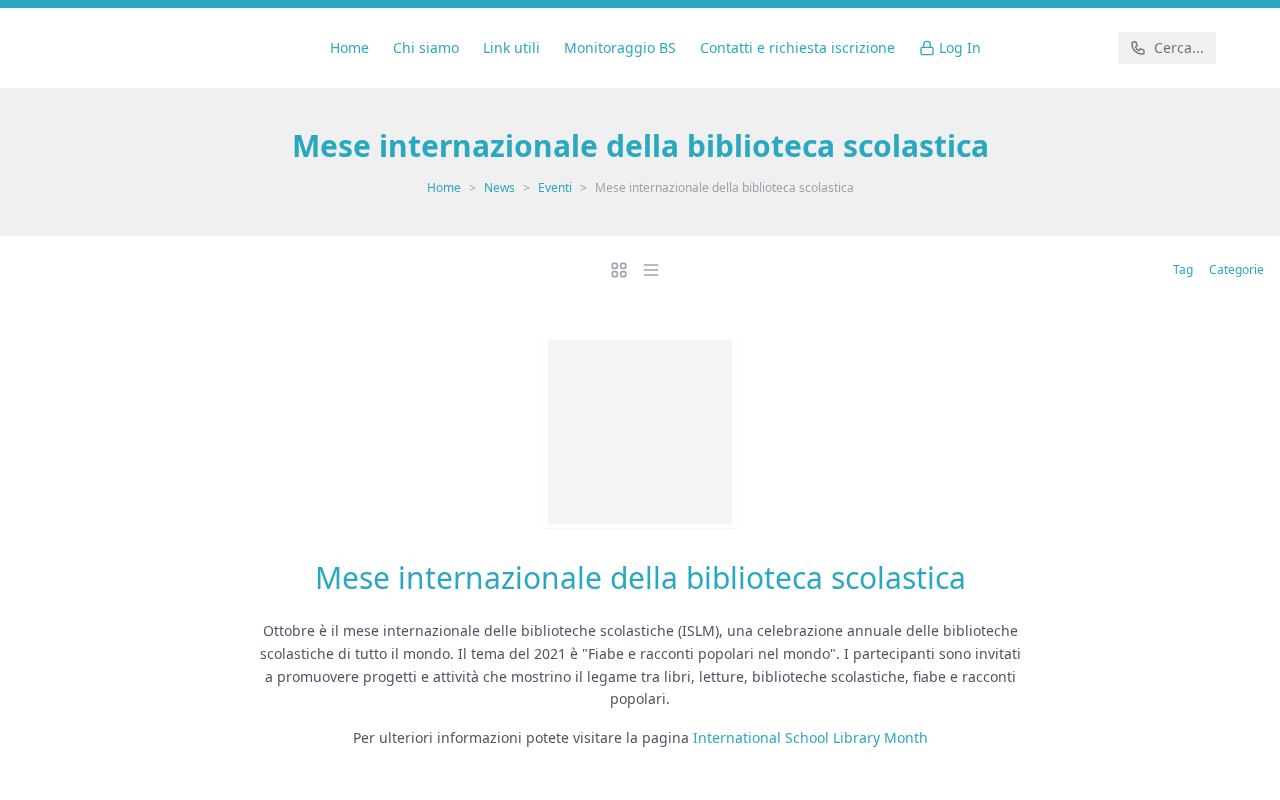 Home Chi siamo Link utili Monitoraggio BS Contatti e richiesta iscrizione Log In Cerca...
Mese internazionale della biblioteca scolastica
Home > News > Eventi > Mese internazionale della biblioteca scolastica
Tag Categorie
Mese internazionale della biblioteca scolastica
Ottobre è il mese internazionale delle biblioteche scolastiche (ISLM), una celebrazione annuale delle biblioteche
scolastiche di tutto il mondo. Il tema del 2021 è "Fiabe e racconti popolari nel mondo". I partecipanti sono invitati
a promuovere progetti e attività che mostrino il legame tra libri, letture, biblioteche scolastiche, fiabe e racconti
popolari.
Per ulteriori informazioni potete visitare la pagina International School Library Month